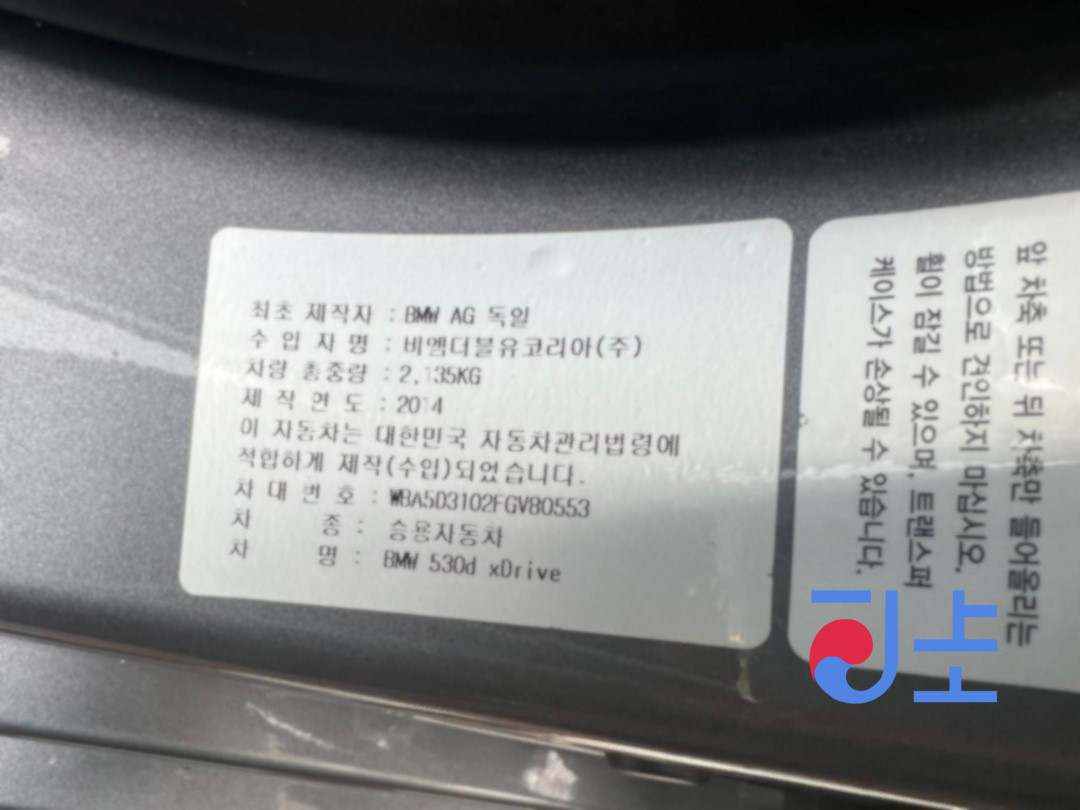 최초 제작자 : BMW AG 독일
수 입 자 명 : 비엠더블유코리아(주)
차량 총중량 : 2,135KG
제 작 연 도 : 2014
이 자동차는 대한민국 자동차관리법령에
적합하게 제작(수입)되었습니다.
차 대 번 호 : WBA5D3102FGV80553
차 종 : 승용자동차
차 명 : BMW 530d xDrive
앞 차축 또는 뒤 차축만 들어올리는
방법으로 견인하지 마십시오.
휠이 잠길 수 있으며, 트랜스퍼
케이스가 손상될 수 있습니다.